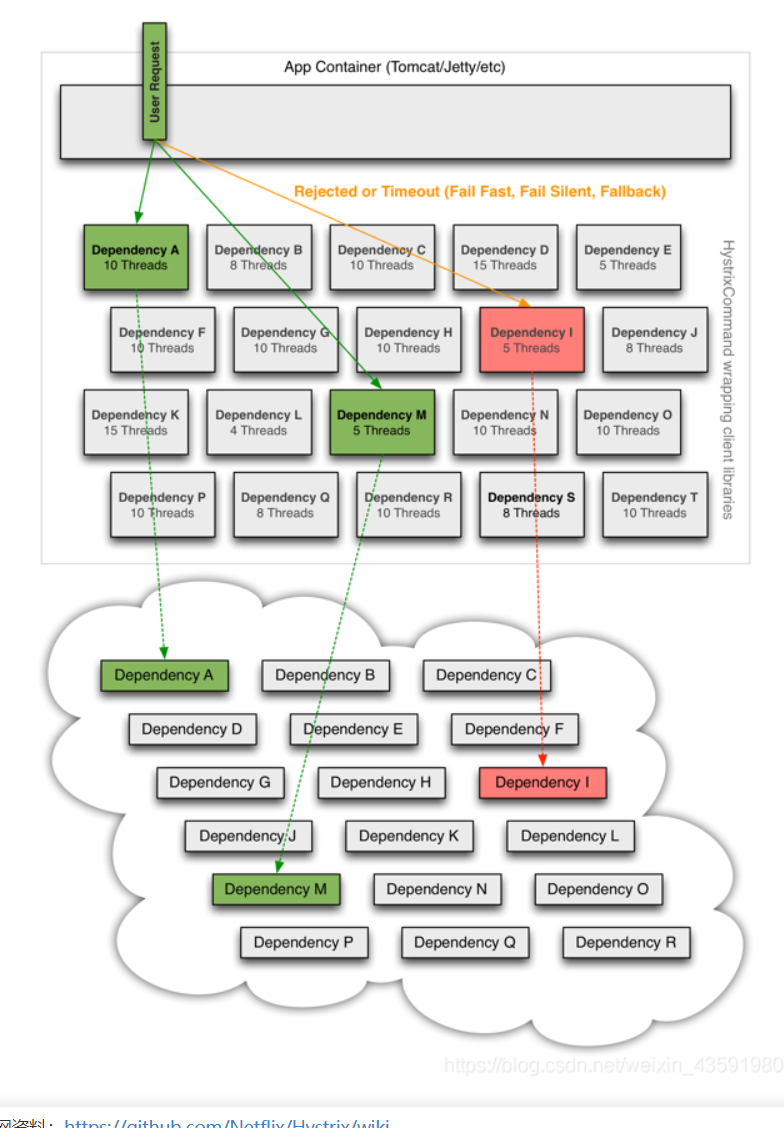 User Request
App Container (Tomcat/Jetty/etc)
Rejected or Timeout (Fail Fast, Fail Silent, Fallback)
Dependency A
10 Threads
Dependency B
8 Threads
Dependency C
10 Threads
Dependency D
15 Threads
Dependency E
5 Threads
Dependency F
10 Threads
Dependency G
10 Threads
Dependency H
10 Threads
Dependency I
5 Threads
Dependency J
8 Threads
Dependency K
15 Threads
Dependency L
4 Threads
Dependency M
5 Threads
Dependency N
10 Threads
Dependency O
10 Threads
Dependency P
10 Threads
Dependency Q
8 Threads
Dependency R
10 Threads
Dependency S
8 Threads
Dependency T
10 Threads
HystrixCommand wrapping client libraries
Dependency A
Dependency B
Dependency C
Dependency D
Dependency E
Dependency F
Dependency G
Dependency H
Dependency I
Dependency J
Dependency K
Dependency L
Dependency M
Dependency N
Dependency O
Dependency P
Dependency Q
Dependency R
https://blog.csdn.net/weixin_43591980
网资料：https://github.com/Netflix/Hystrix/wiki